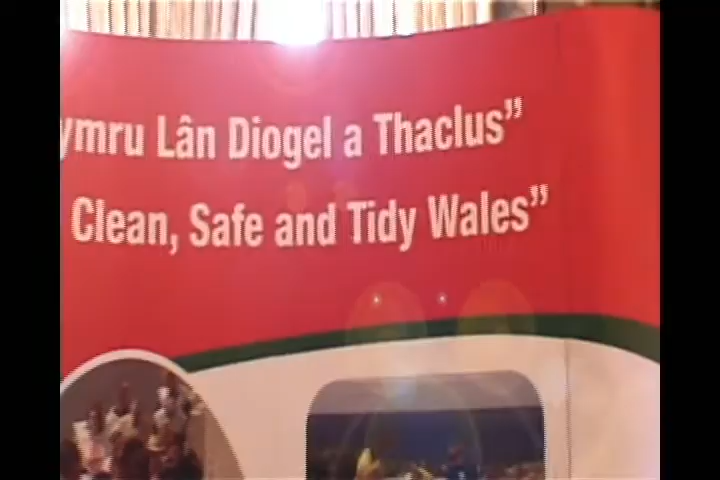 ymru Lân Diogel a Thaclus”
Clean, Safe and Tidy Wales”